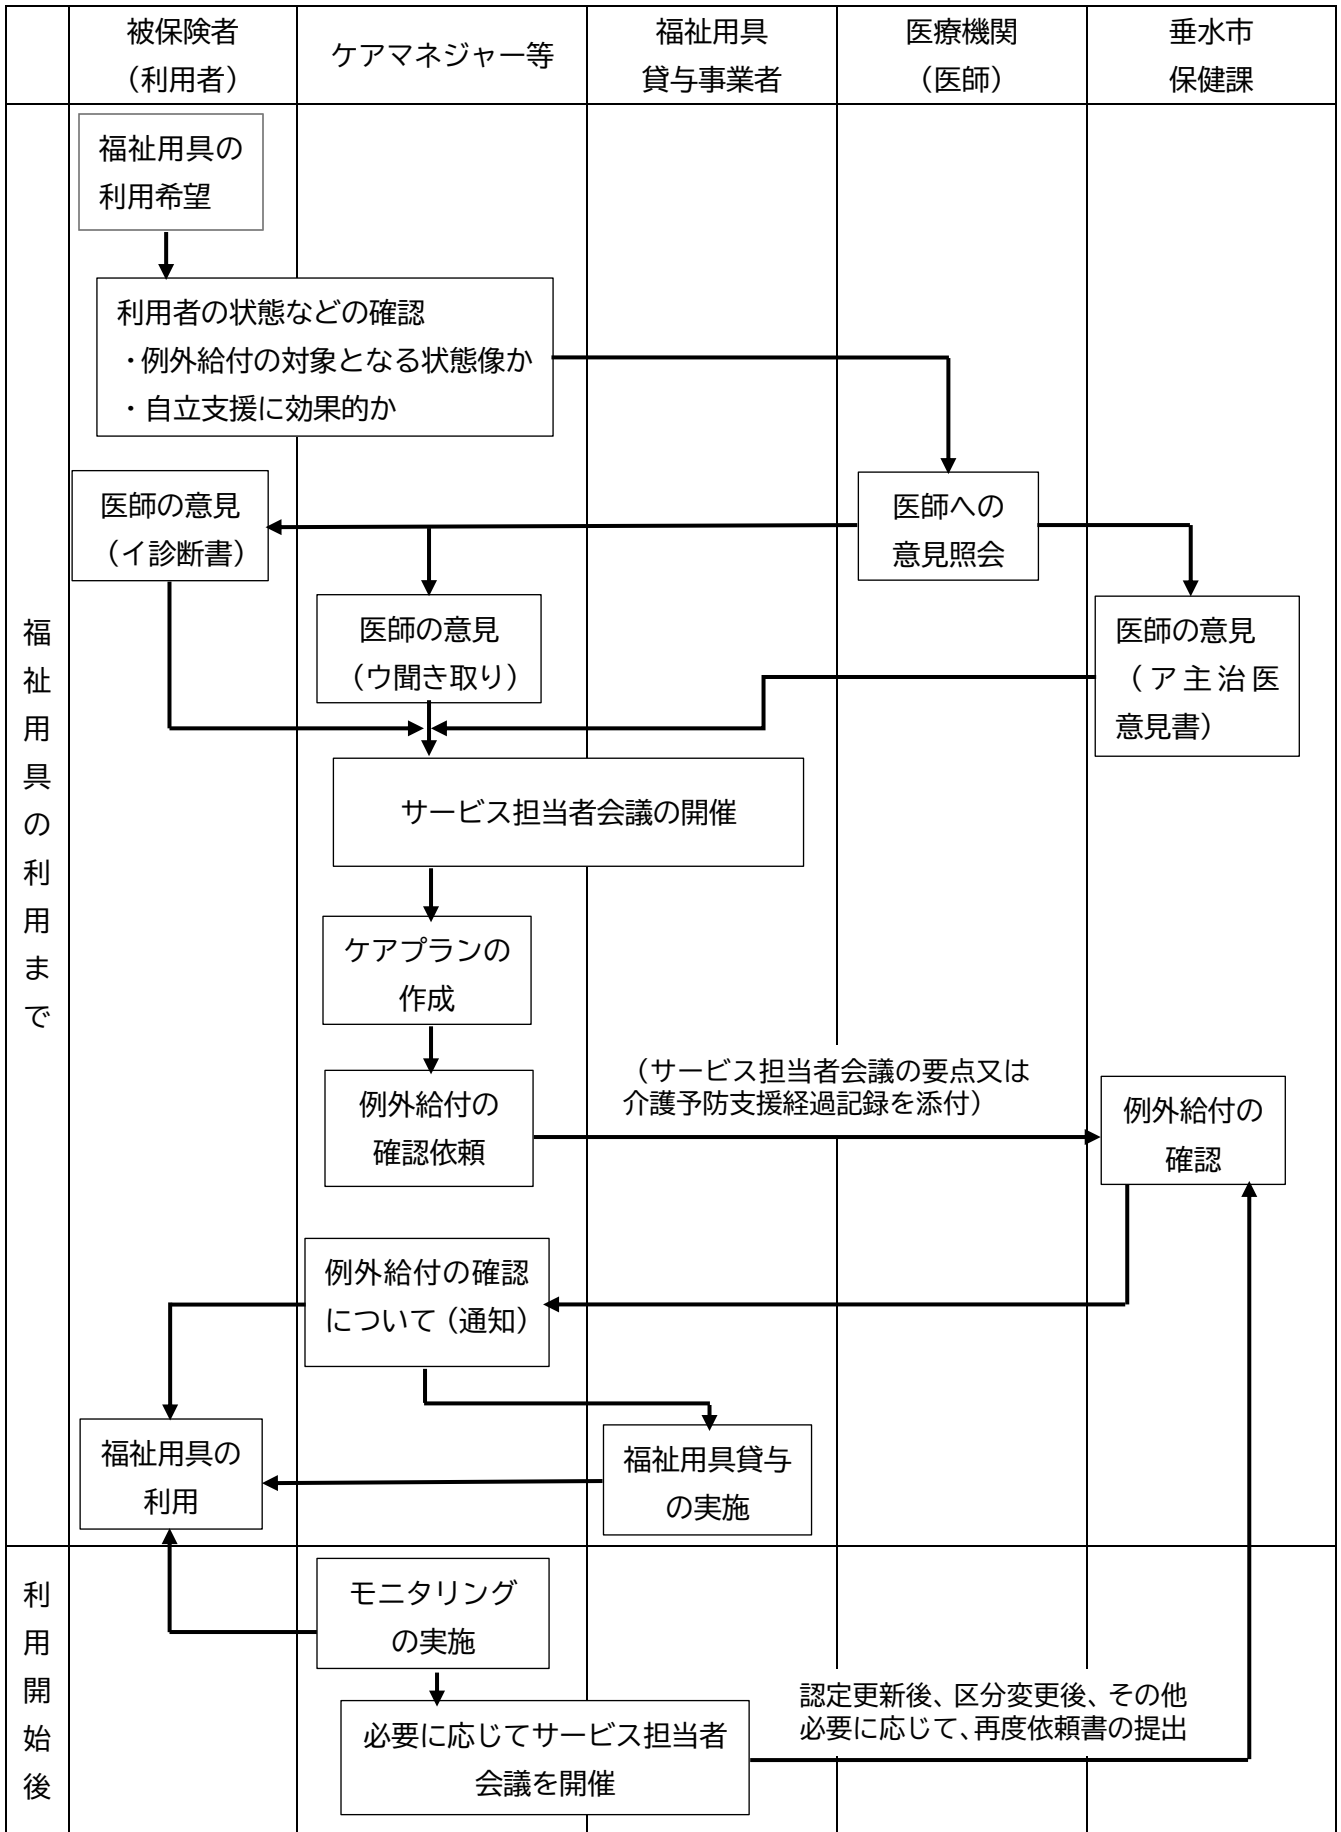 被保険者
（利用者）
ケアマネジャー等
福祉用具
貸与事業者
医療機関
（医師）
垂水市
保健課
福祉用具の利用まで
福祉用具の
利用希望
利用者の状態などの確認
・例外給付の対象となる状態像か
・自立支援に効果的か
医師の意見
（イ診断書）
医師への
意見照会
医師の意見
（ウ聞き取り）
医師の意見
（ア主治医
意見書）
サービス担当者会議の開催
ケアプランの
作成
例外給付の
確認依頼
（サービス担当者会議の要点又は
介護予防支援経過記録を添付）
例外給付の
確認
例外給付の確認
について（通知）
福祉用具の
利用
福祉用具貸与
の実施
利用開始後
モニタリング
の実施
必要に応じてサービス担当者
会議を開催
認定更新後、区分変更後、その他
必要に応じて、再度依頼書の提出